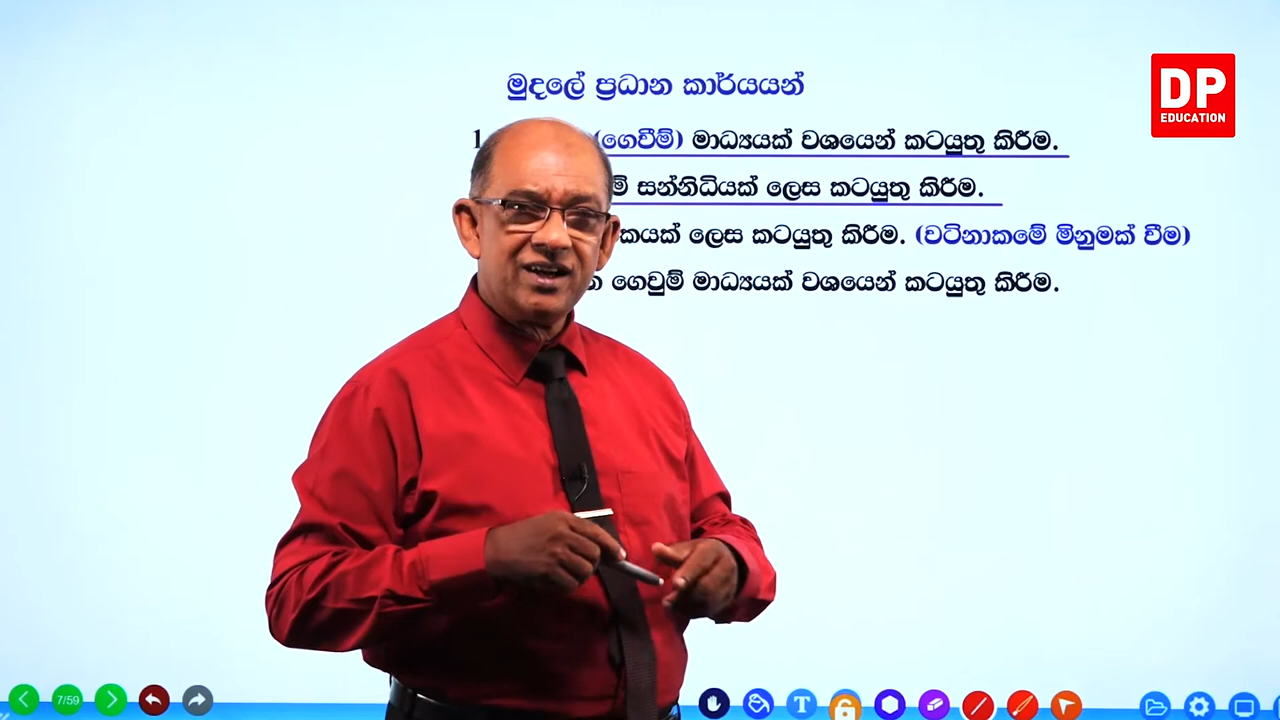 DP
EDUCATION
මුදලේ ප්‍රධාන කාර්යයන්
1
(ගෙවීම්) මාධ්‍යයක් වශයෙන් කටයුතු කිරීම.
සන්නිධියක් ලෙස කටයුතු කිරීම.
ලෙස කටයුතු කිරීම. (වටිනාකමේ මිනුමක් වීම)
ගෙවුම් මාධ්‍යයක් වශයෙන් කටයුතු කිරීම.
7/59
T